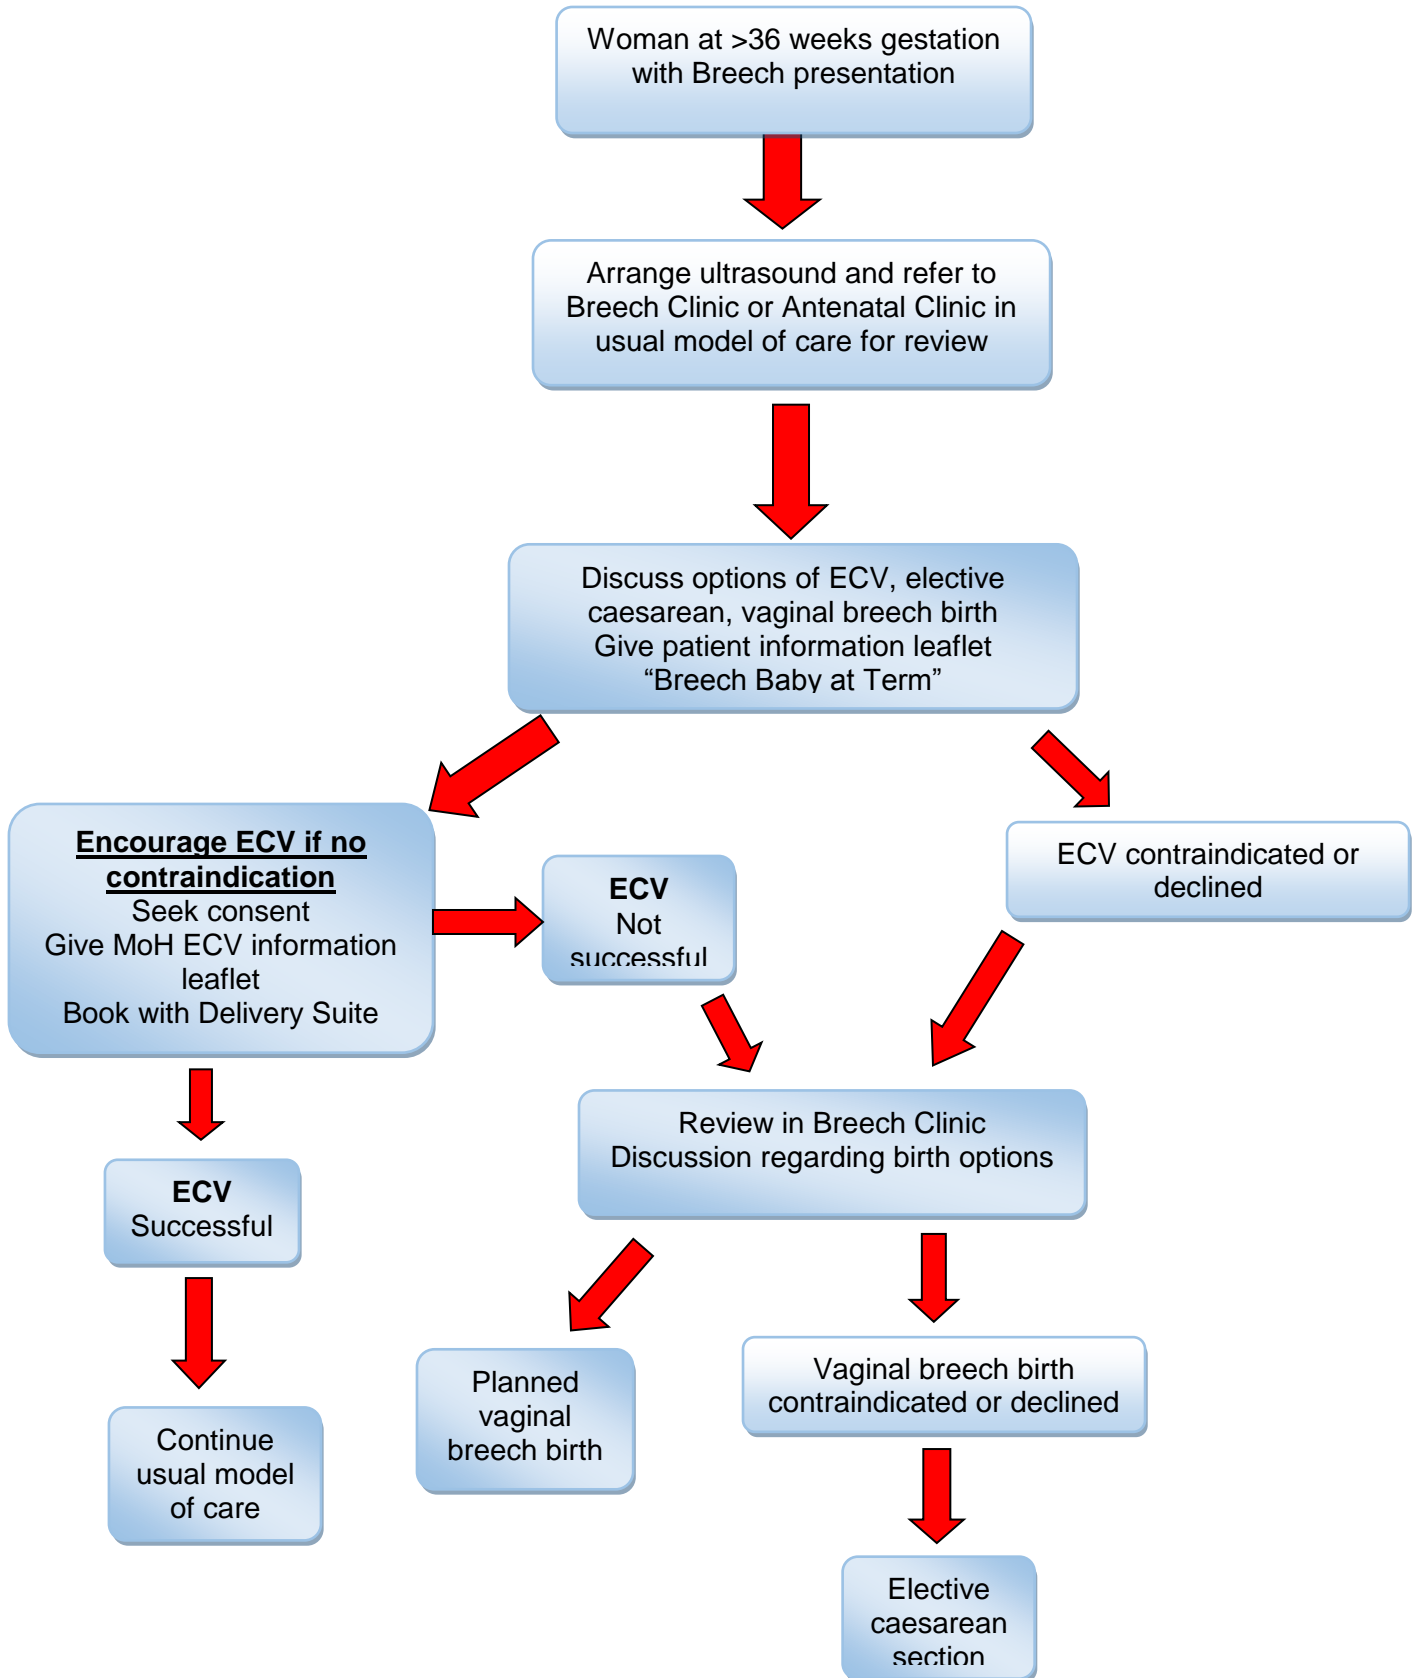 Woman at >36 weeks gestation
with Breech presentation
Arrange ultrasound and refer to
Breech Clinic or Antenatal Clinic in
usual model of care for review
Discuss options of ECV, elective
caesarean, vaginal breech birth
Give patient information leaflet
“Breech Baby at Term”
Encourage ECV if no
contraindication
Seek consent
Give MoH ECV information
leaflet
Book with Delivery Suite
ECV
Not
successful
ECV contraindicated or
declined
Review in Breech Clinic
Discussion regarding birth options
ECV
Successful
Continue
usual model
of care
Planned
vaginal
breech birth
Vaginal breech birth
contraindicated or declined
Elective
caesarean
section